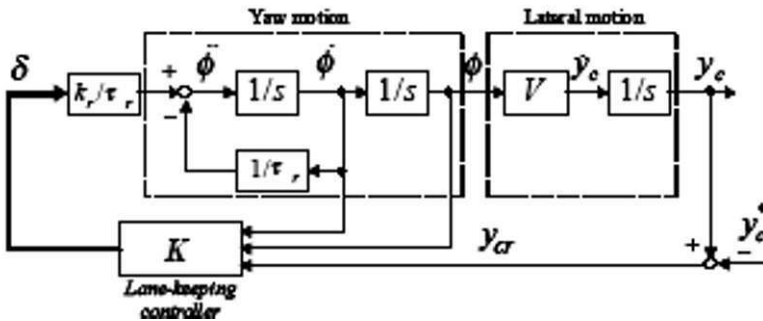 Yaw motion
Lateral motion
δ
k_r/τ_r
+
−
φ̈
1/s
φ̇
1/s
φ
V
ẏ_c
1/s
y_c
1/τ_r
K
y_cr
+
−
Lane-keeping
controller